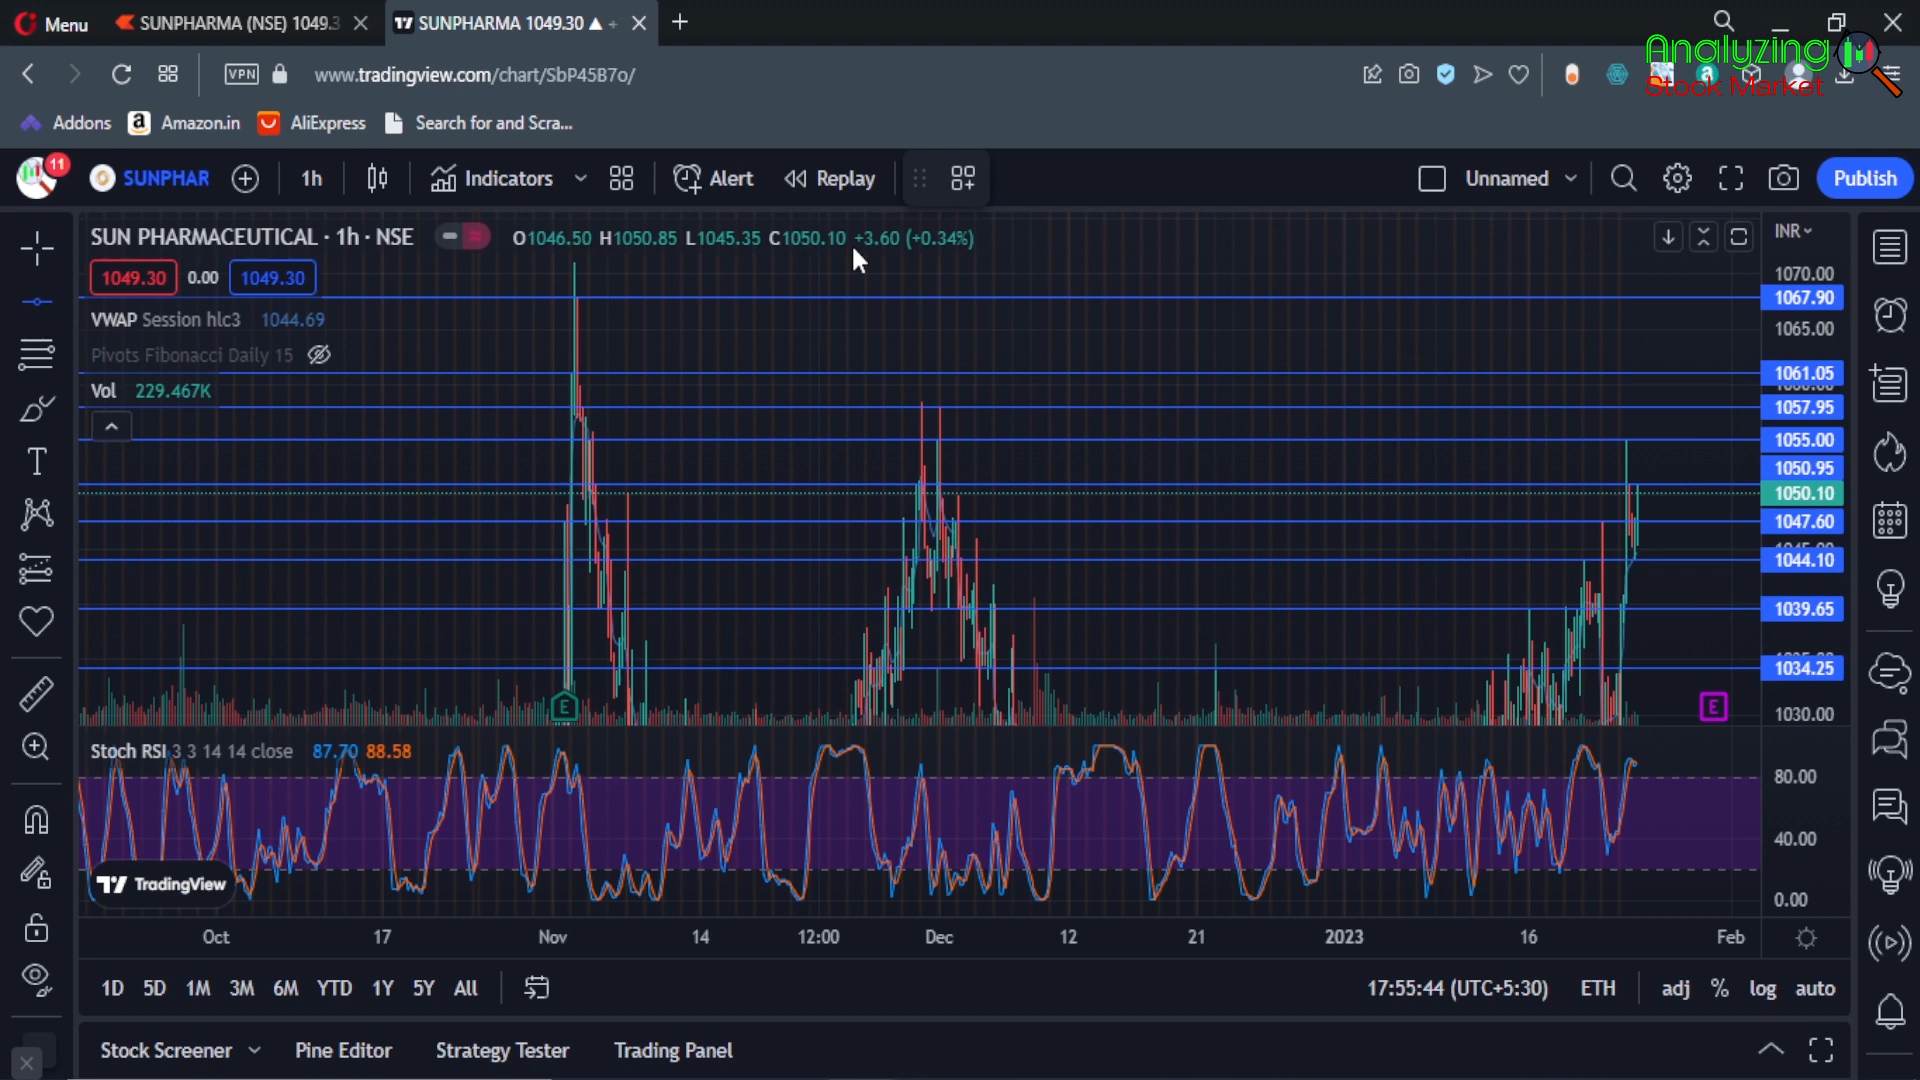 Menu
SUNPHARMA (NSE) 1049.3
SUNPHARMA 1049.30 ▲ +
Analyzing
Stock Market
VPN
www.tradingview.com/chart/SbP45B7o/
Addons
Amazon.in
AliExpress
Search for and Scra...
11
SUNPHAR
1h
Indicators
Alert
Replay
Unnamed
Publish
SUN PHARMACEUTICAL · 1h · NSE
O1046.50 H1050.85 L1045.35 C1050.10 +3.60 (+0.34%)
INR
1049.30
0.00
1049.30
VWAP Session hlc3 1044.69
Pivots Fibonacci Daily 15
Vol 229.467K
1070.00
1067.90
1065.00
1061.05
1057.95
1055.00
1050.95
1050.10
1047.60
1044.10
1039.65
1034.25
1030.00
E
E
Stoch RSI 3 3 14 14 close 87.70 88.58
80.00
40.00
0.00
TradingView
Oct
17
Nov
14
12:00
Dec
12
21
2023
16
Feb
1D 5D 1M 3M 6M YTD 1Y 5Y All
17:55:44 (UTC+5:30)
ETH
adj % log auto
Stock Screener
Pine Editor
Strategy Tester
Trading Panel